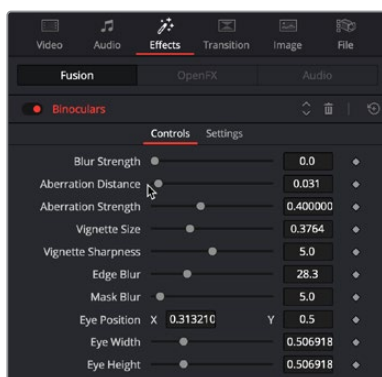 Video Audio Effects Transition Image File
Fusion OpenFX Audio
Binoculars
Controls Settings
Blur Strength 0.0
Aberration Distance 0.031
Aberration Strength 0.400000
Vignette Size 0.3764
Vignette Sharpness 5.0
Edge Blur 28.3
Mask Blur 5.0
Eye Position X 0.313210 Y 0.5
Eye Width 0.506918
Eye Height 0.506918